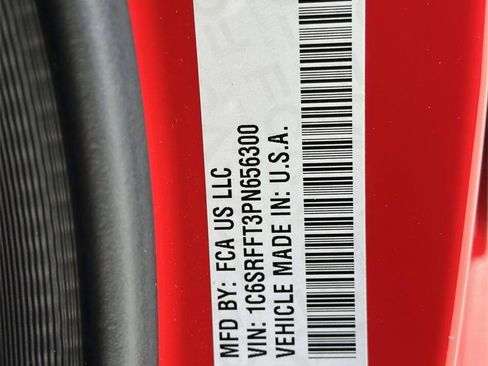 MFD BY: FCA US LLC
VIN: 1C6SRFFT3PN656300
VEHICLE MADE IN: U.S.A.